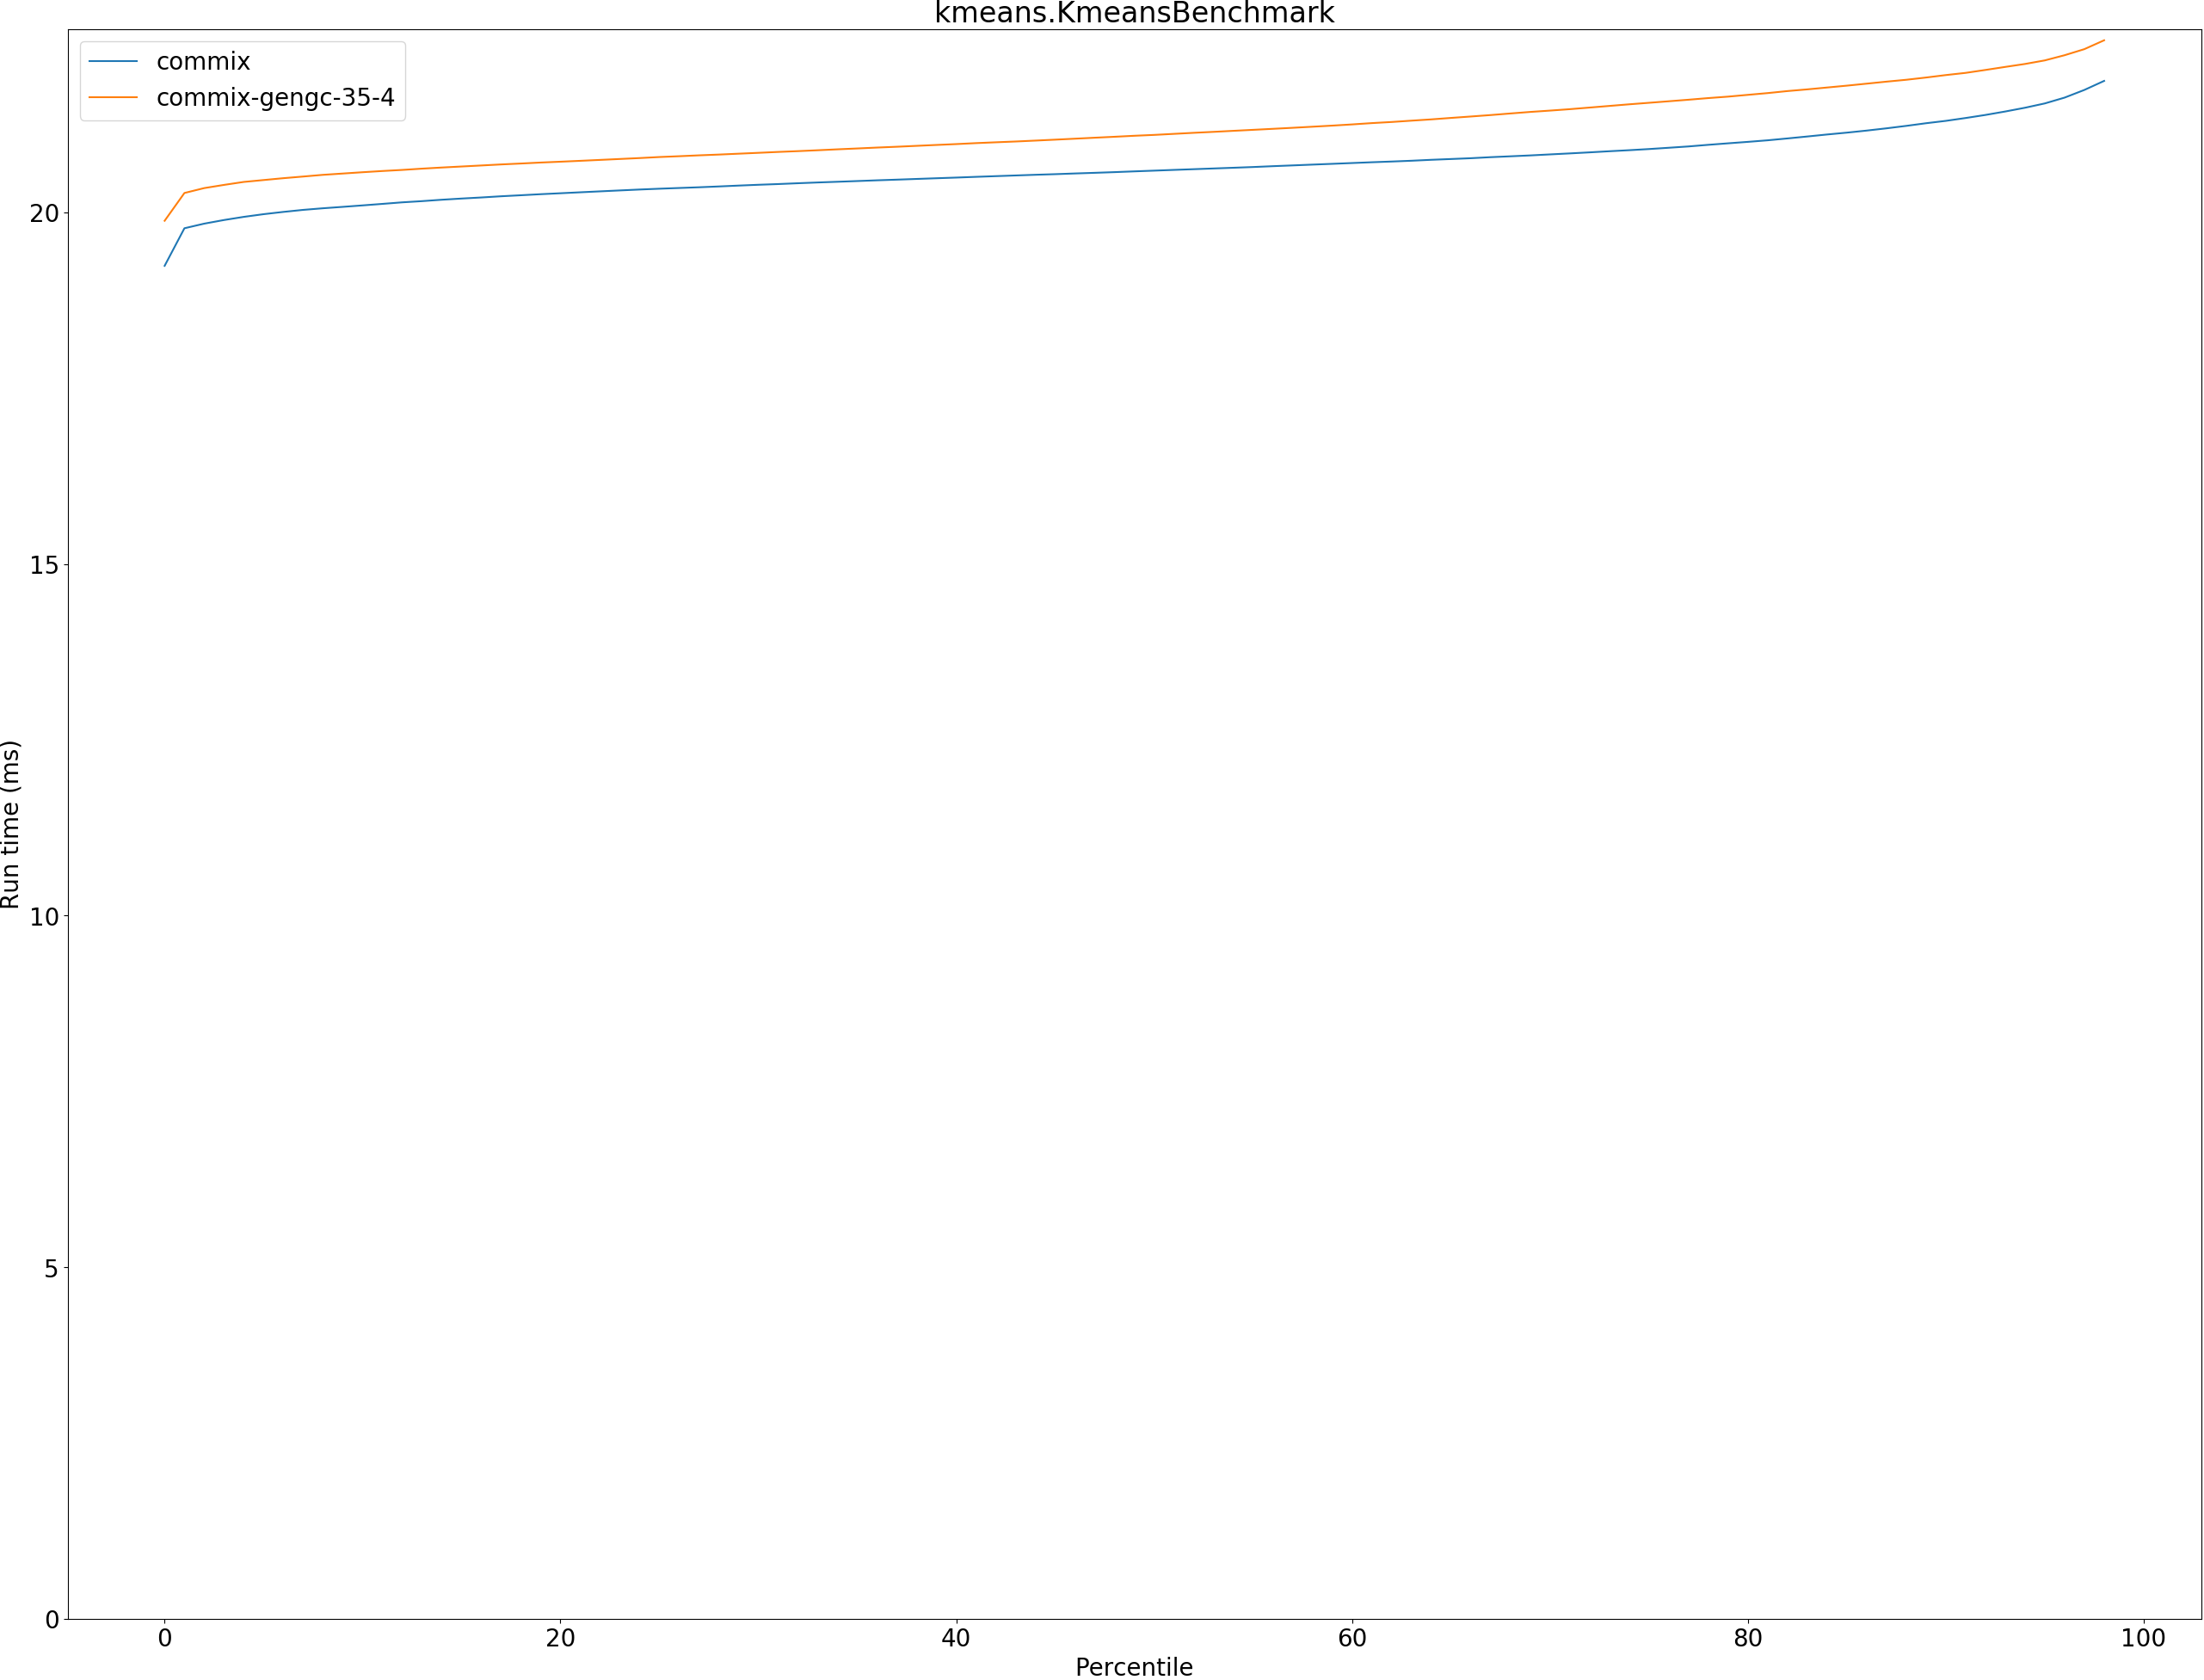 kmeans.KmeansBenchmark
commix
commix-gengc-35-4
20
15
10
5
0
Run time (ms)
0 20 40 60 80 100
Percentile